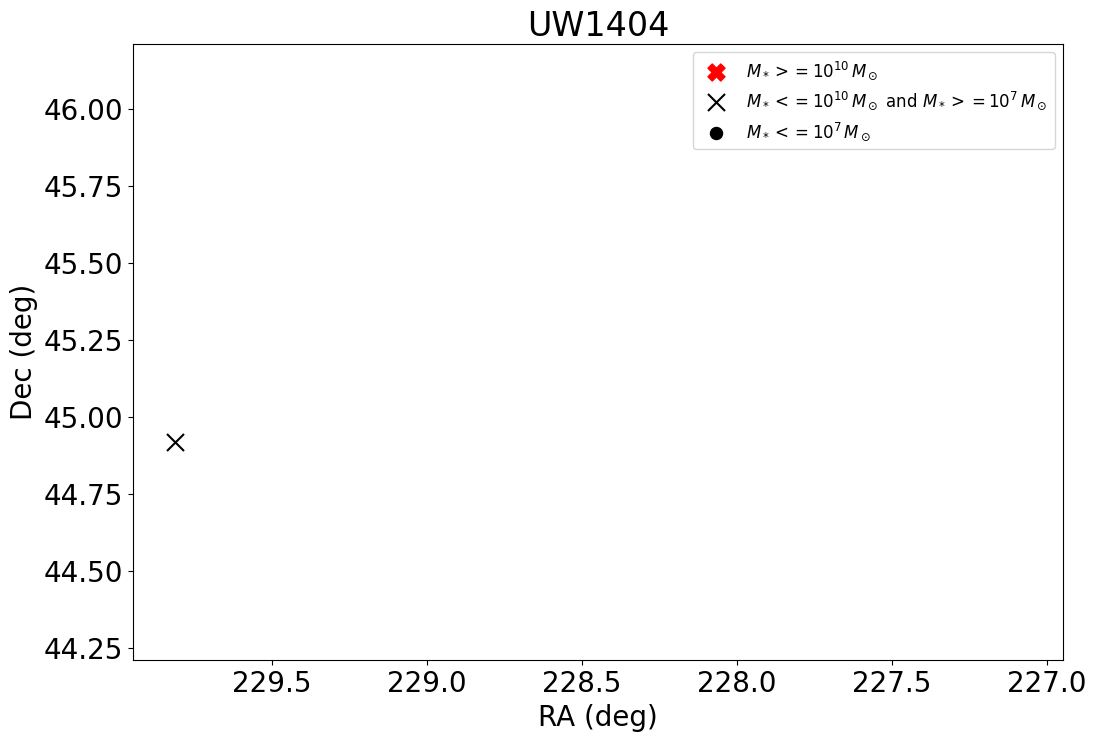 UW1404
M* >= 10^10 M⊙
M* <= 10^10 M⊙ and M* >= 10^7 M⊙
M* <= 10^7 M⊙
46.00
45.75
45.50
45.25
45.00
44.75
44.50
44.25
Dec (deg)
229.5 229.0 228.5 228.0 227.5 227.0
RA (deg)